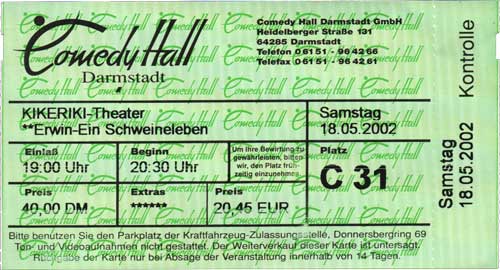 Comedy Hall
Darmstadt
Comedy Hall Darmstadt GmbH
Heidelberger Straße 131
64285 Darmstadt
Telefon 0 61 51 - 96 42 66
Telefax 0 61 51 - 96 42 61
KIKERIKI-Theater
**Erwin-Ein Schweineleben
Samstag
18.05.2002
Einlaß
19:00 Uhr
Beginn
20:30 Uhr
Um Ihre Bewirtung zu
gewährleisten, bitten
wir, den Platz früh-
zeitig einzunehmen.
Platz
C 31
Preis
40,00 DM
Extras
******
Preis
20,45 EUR
Bitte benutzen Sie den Parkplatz der Kraftfahrzeug-Zulassungsstelle, Donnersbergring 69
Ton- und Videoaufnahmen nicht gestattet. Der Weiterverkauf dieser Karte ist untersagt.
Rückgabe der Karte nur bei Absage der Veranstaltung innerhalb von 14 Tagen.
Samstag
18.05.2002
Kontrolle